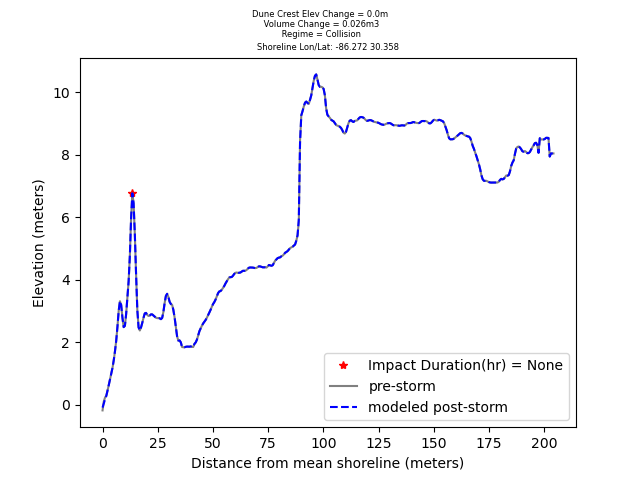 Dune Crest Elev Change = 0.0m
Volume Change = 0.026m3
Regime = Collision
Shoreline Lon/Lat: -86.272 30.358
Elevation (meters)
10
8
6
4
2
0
Impact Duration(hr) = None
pre-storm
modeled post-storm
0 25 50 75 100 125 150 175 200
Distance from mean shoreline (meters)